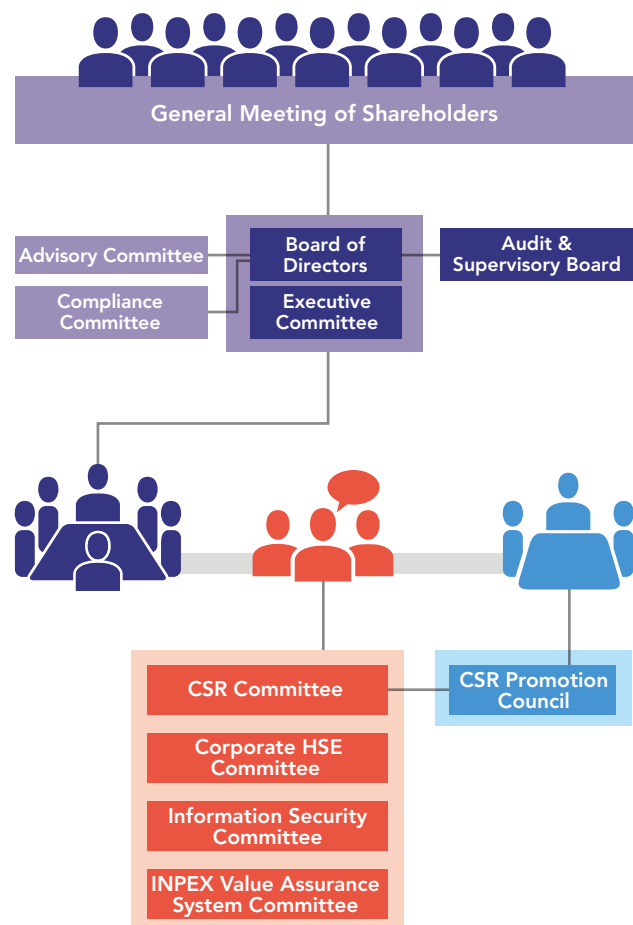 General Meeting of Shareholders
Advisory Committee
Compliance
Committee
Board of
Directors
Executive
Committee
Audit &
Supervisory Board
CSR Committee
Corporate HSE
Committee
Information Security
Committee
INPEX Value Assurance
System Committee
CSR Promotion
Council